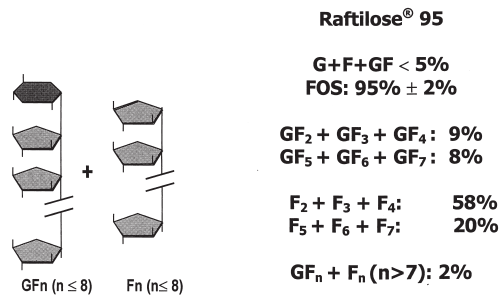 Raftilose® 95
G+F+GF < 5%
FOS: 95% ± 2%
GF₂ + GF₃ + GF₄: 9%
GF₅ + GF₆ + GF₇: 8%
F₂ + F₃ + F₄: 58%
F₅ + F₆ + F₇: 20%
GFₙ + Fₙ (n>7): 2%
+
GFn (n ≤ 8) Fn (n ≤ 8)